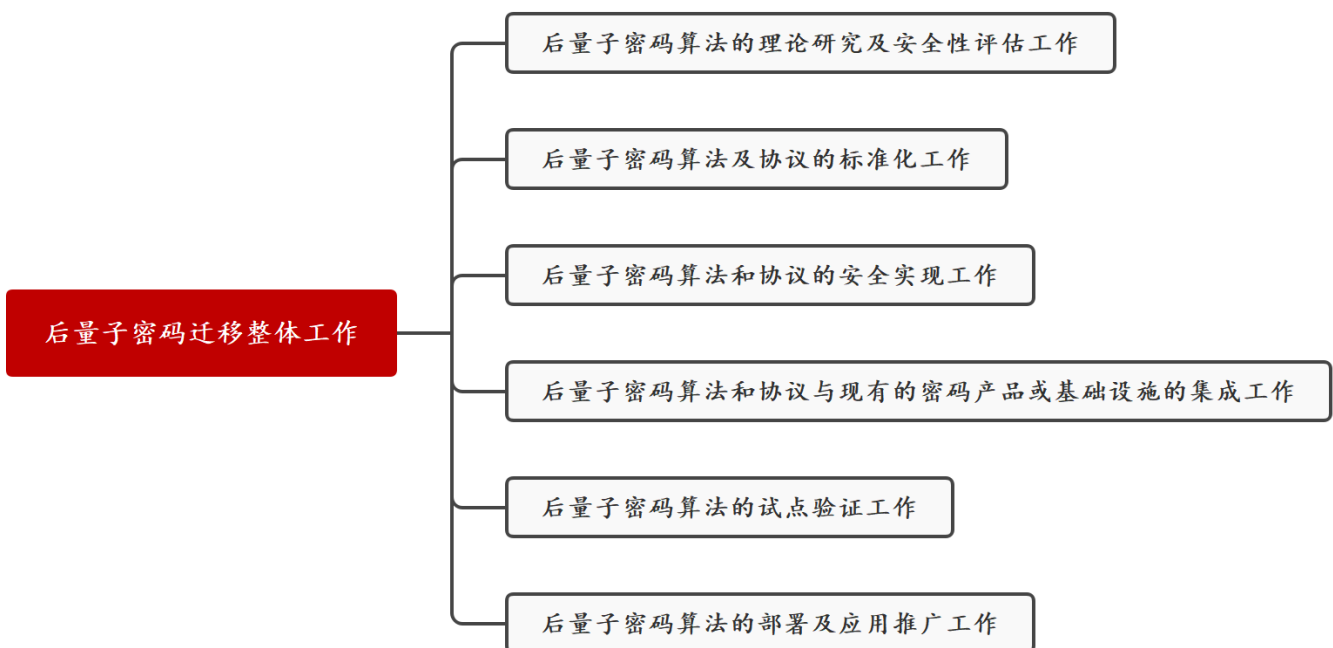 后量子密码迁移整体工作
后量子密码算法的理论研究及安全性评估工作
后量子密码算法及协议的标准化工作
后量子密码算法和协议的安全实现工作
后量子密码算法和协议与现有的密码产品或基础设施的集成工作
后量子密码算法的试点验证工作
后量子密码算法的部署及应用推广工作